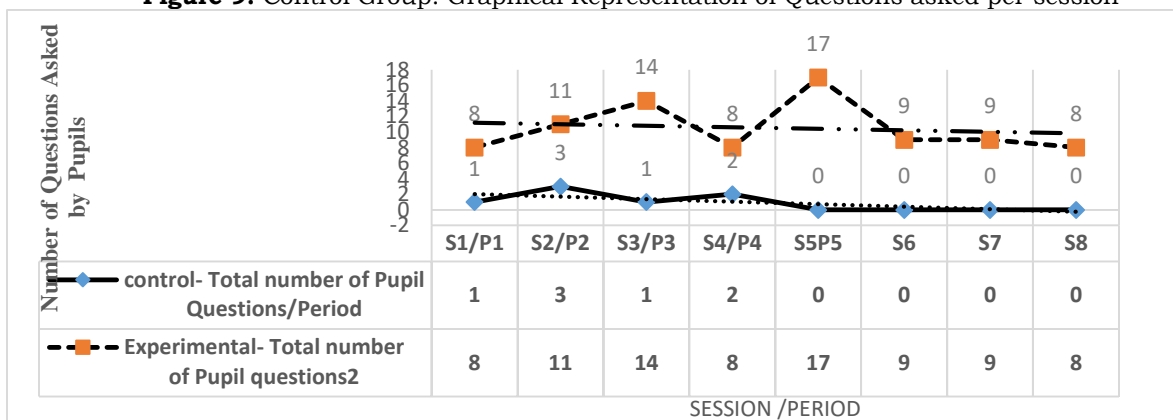 Figure 5: Control Group: Graphical Representation of Questions asked per session
Number of Questions Asked
by Pupils
18
16
14
12
10
8
6
4
2
0
-2
8
11
14
8
17
9
9
8
1
3
1
2
0
0
0
0
S1/P1 S2/P2 S3/P3 S4/P4 S5P5 S6 S7 S8
control- Total number of Pupil
Questions/Period
1 3 1 2 0 0 0 0
Experimental- Total number
of Pupil questions2
8 11 14 8 17 9 9 8
SESSION /PERIOD